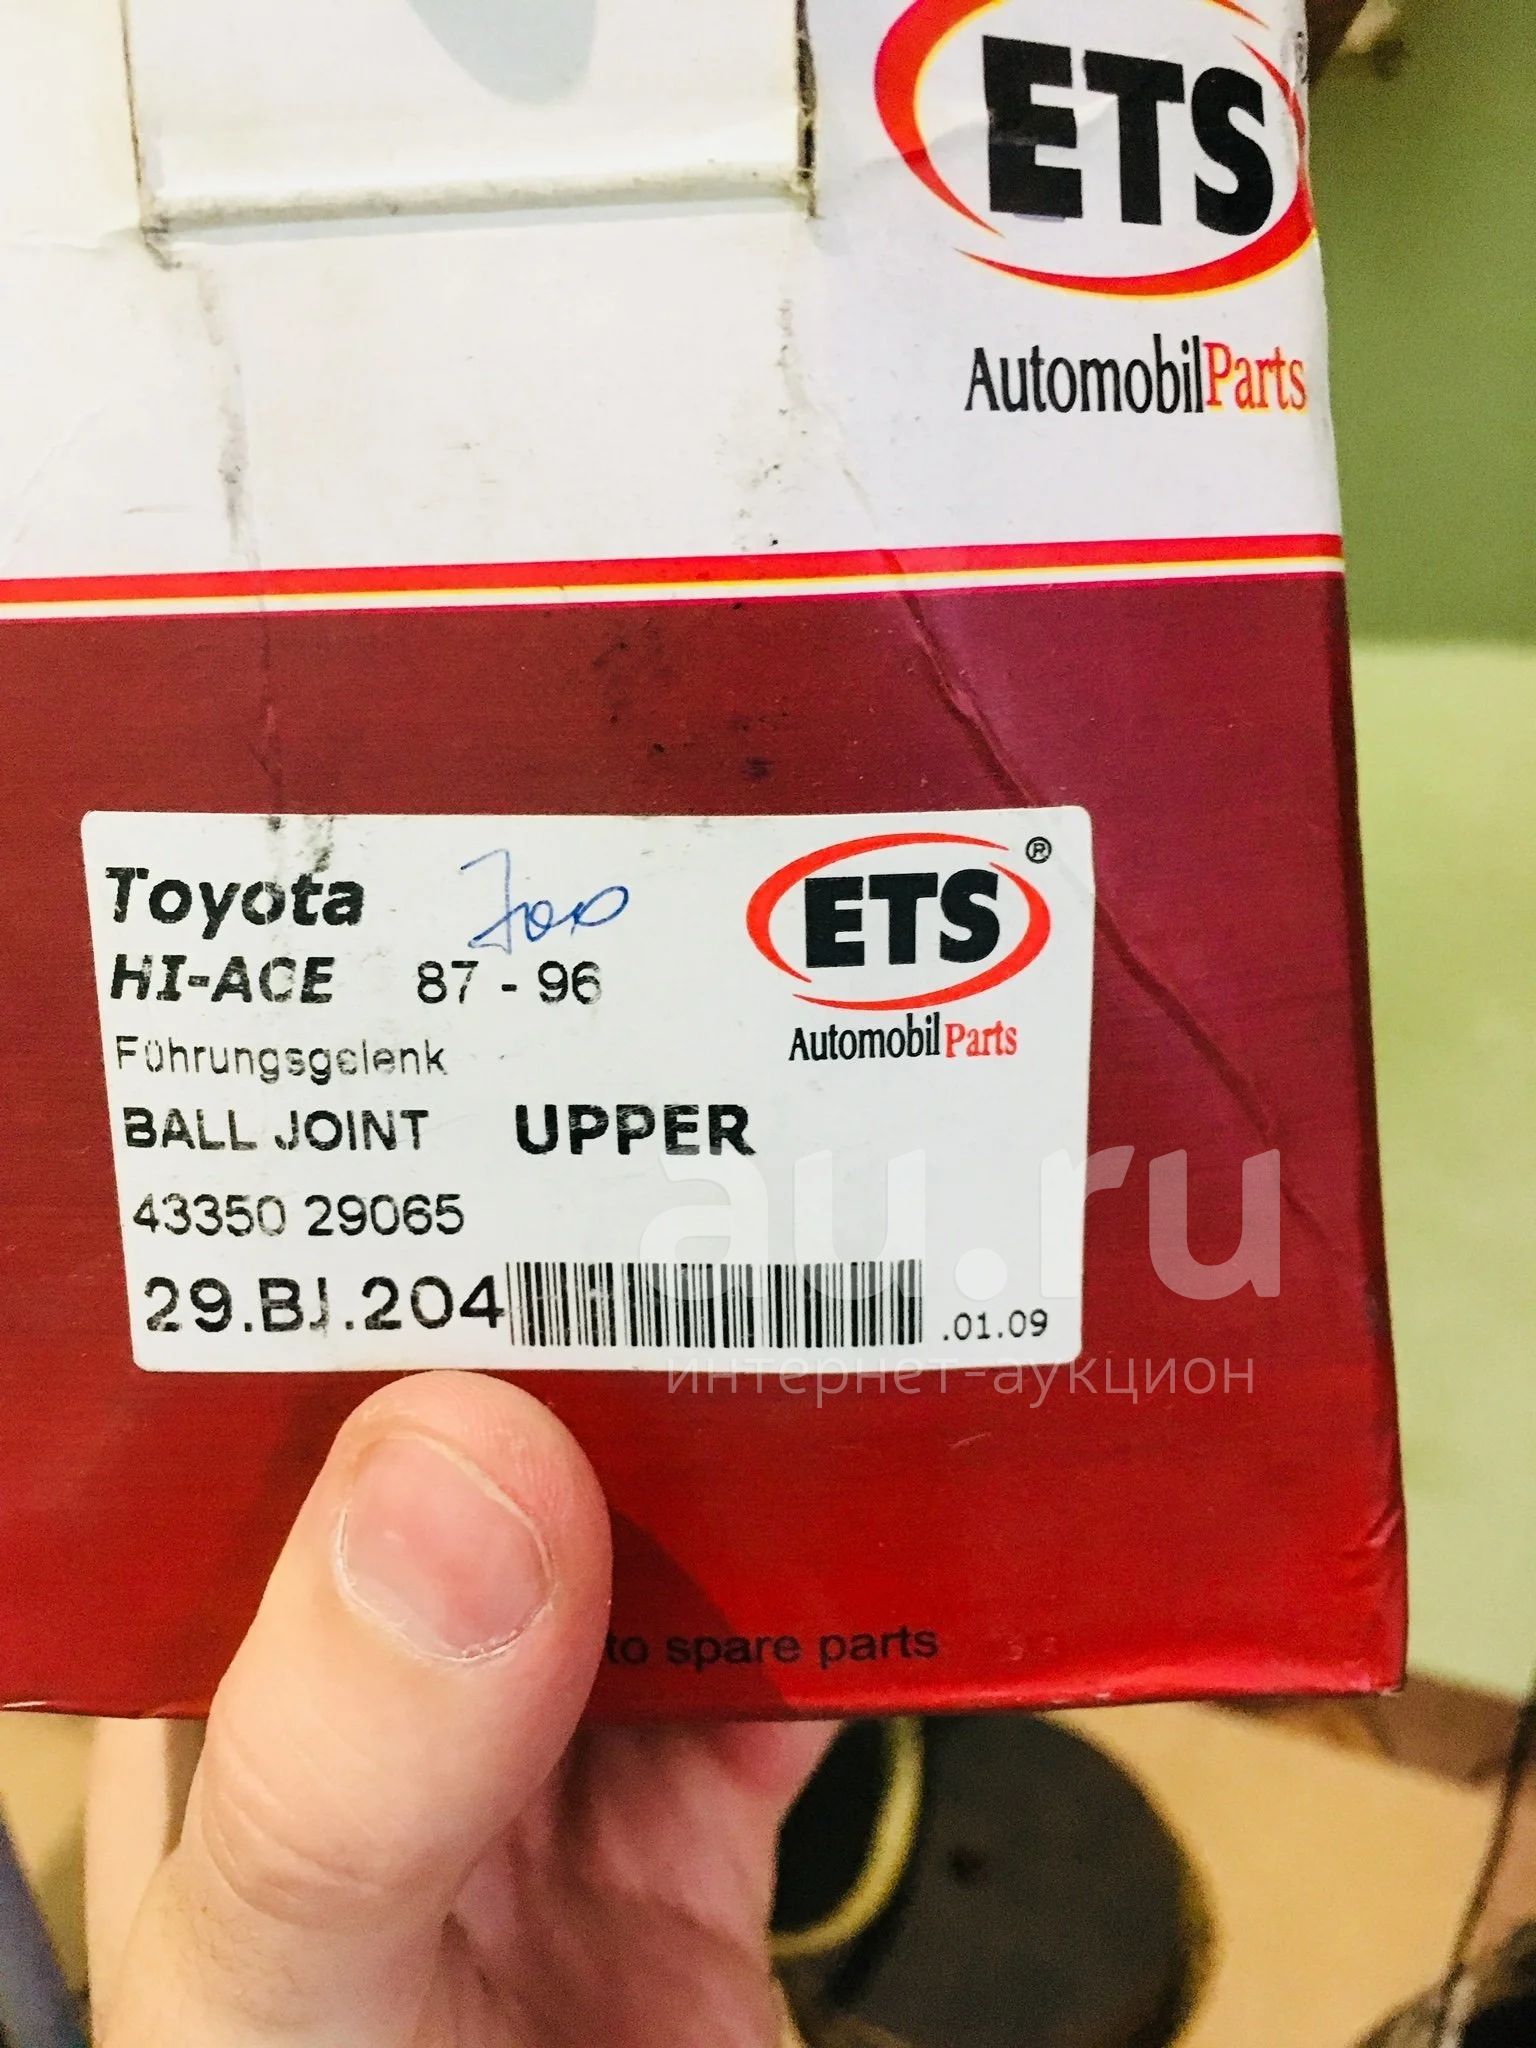 ETS
AutomobilParts
Toyota
ETS®
HI-ACE 87 - 96
Führungsgelenk
AutomobilParts
BALL JOINT UPPER
43350 29065
29.BJ.204 .01.09
au.ru
интернет-аукцион
to spare parts